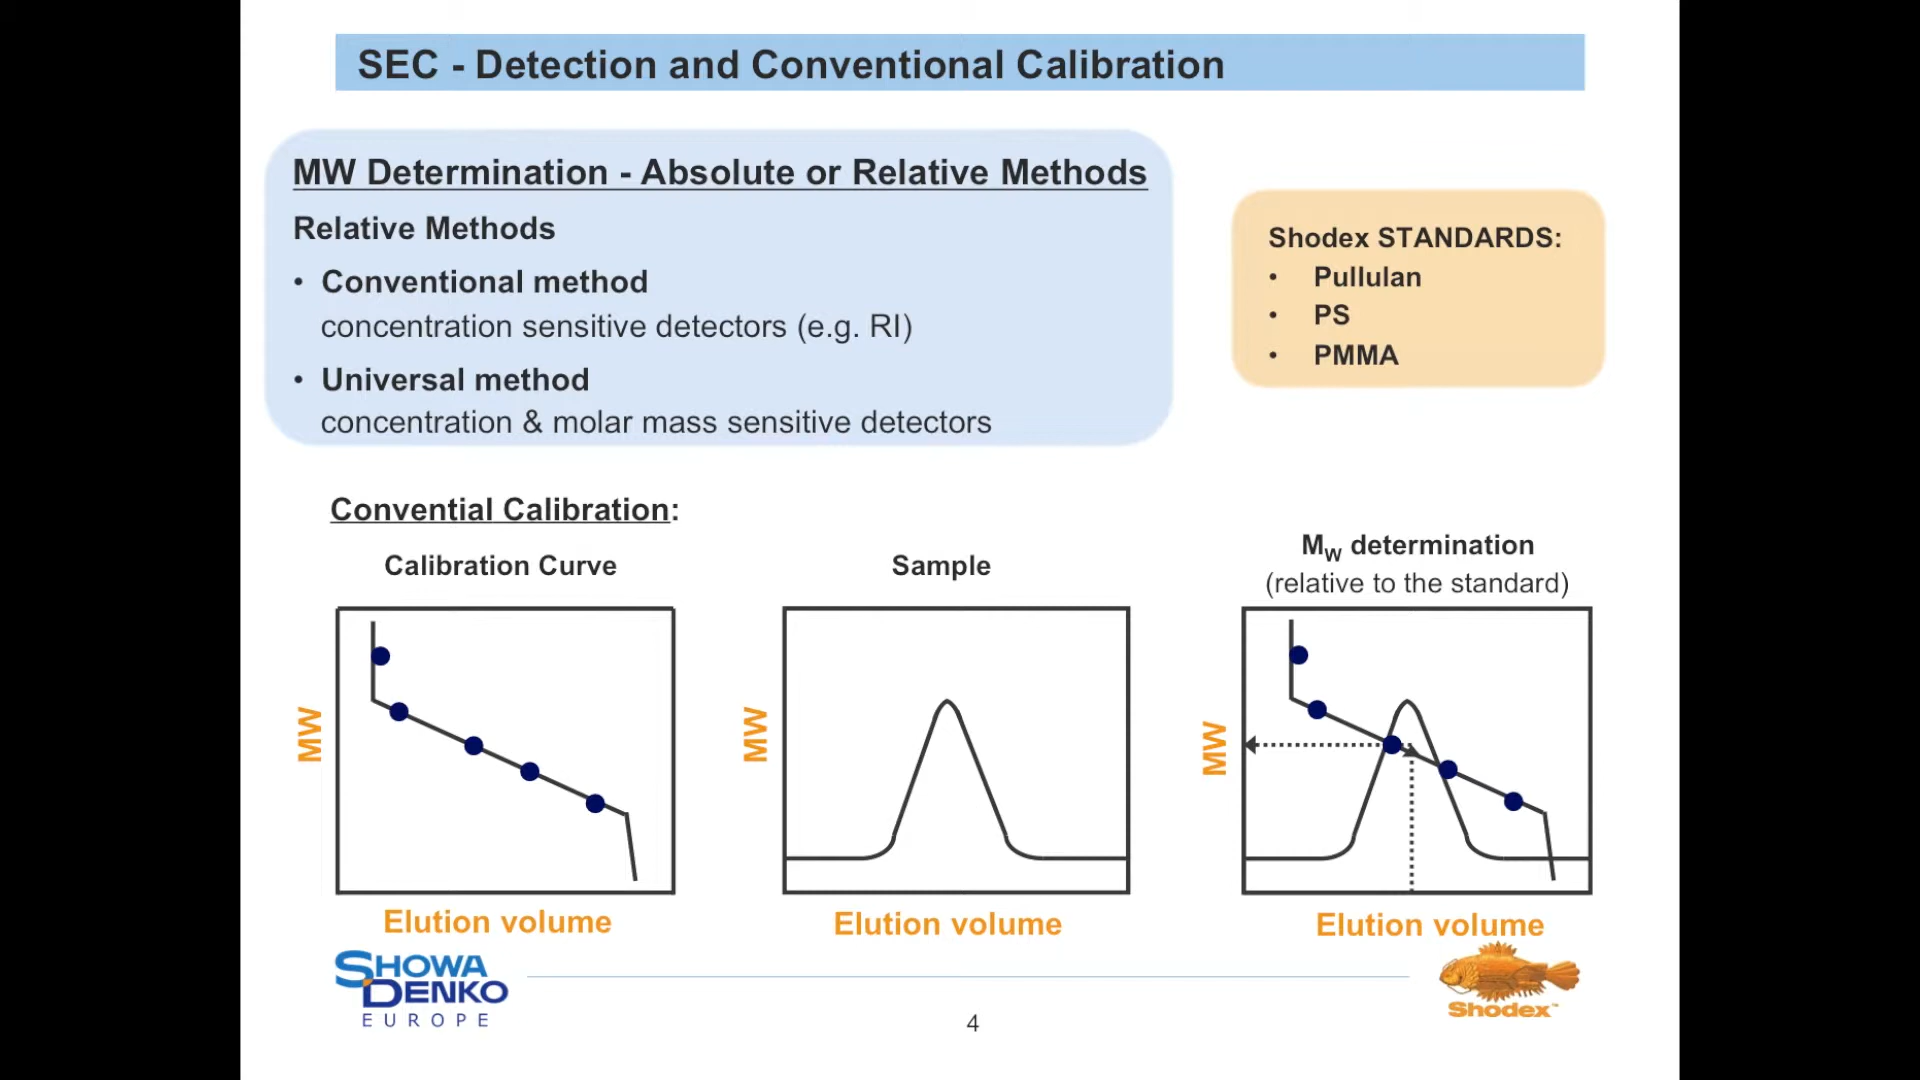 SEC - Detection and Conventional Calibration
MW Determination - Absolute or Relative Methods
Relative Methods
• Conventional method
concentration sensitive detectors (e.g. RI)
• Universal method
concentration & molar mass sensitive detectors
Shodex STANDARDS:
• Pullulan
• PS
• PMMA
Convential Calibration:
Calibration Curve
MW
Elution volume
Sample
MW
Elution volume
MW determination
(relative to the standard)
MW
Elution volume
SHOWA
DENKO
EUROPE
4
Shodex™